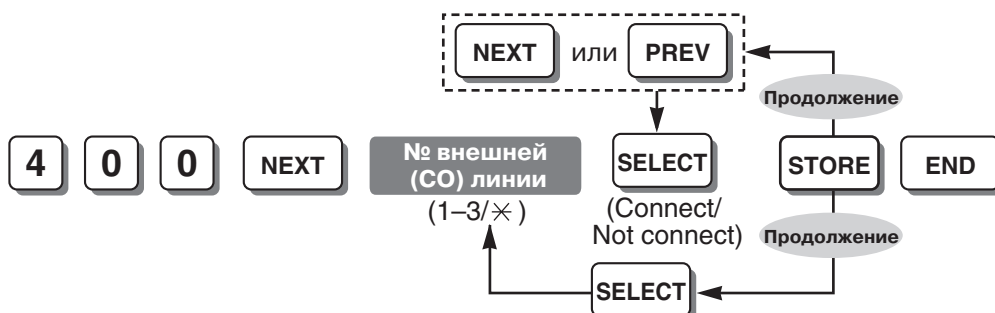 NEXT или PREV
Продолжение
4 0 0 NEXT № внешней (СО) линии SELECT STORE END
(1–3/✳)
(Connect/
Not connect)
Продолжение
SELECT